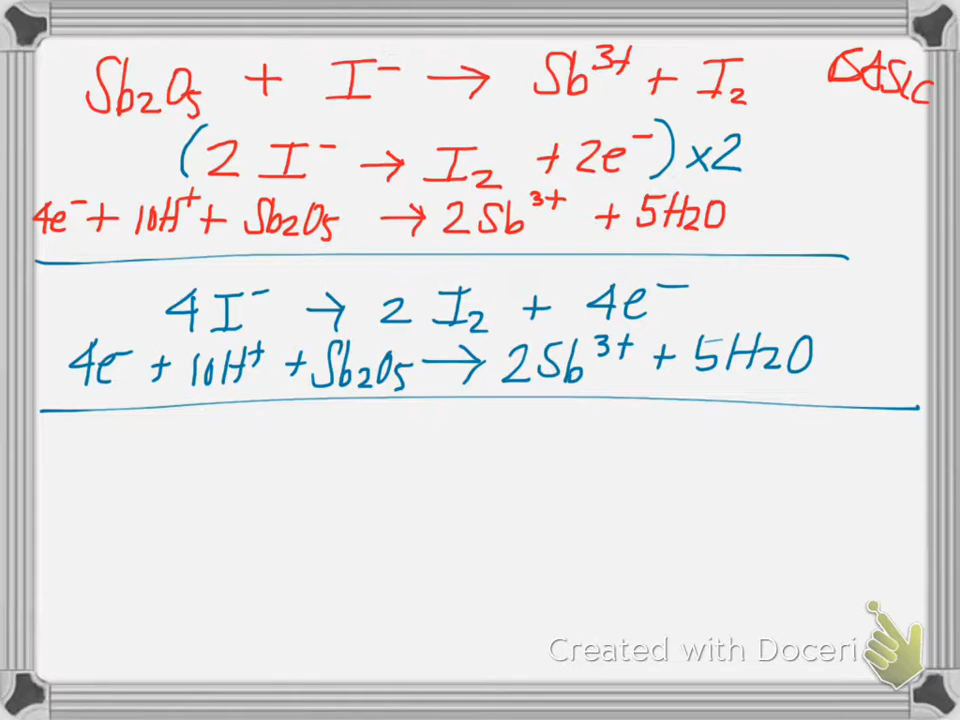 Sb₂O₅ + I⁻ → Sb³⁺ + I₂ BASIC
(2 I⁻ → I₂ + 2e⁻) x2
4e⁻ + 10H⁺ + Sb₂O₅ → 2Sb³⁺ + 5H₂O
4I⁻ → 2 I₂ + 4e⁻
4e⁻ + 10H⁺ + Sb₂O₅ → 2Sb³⁺ + 5H₂O
Created with Doceri